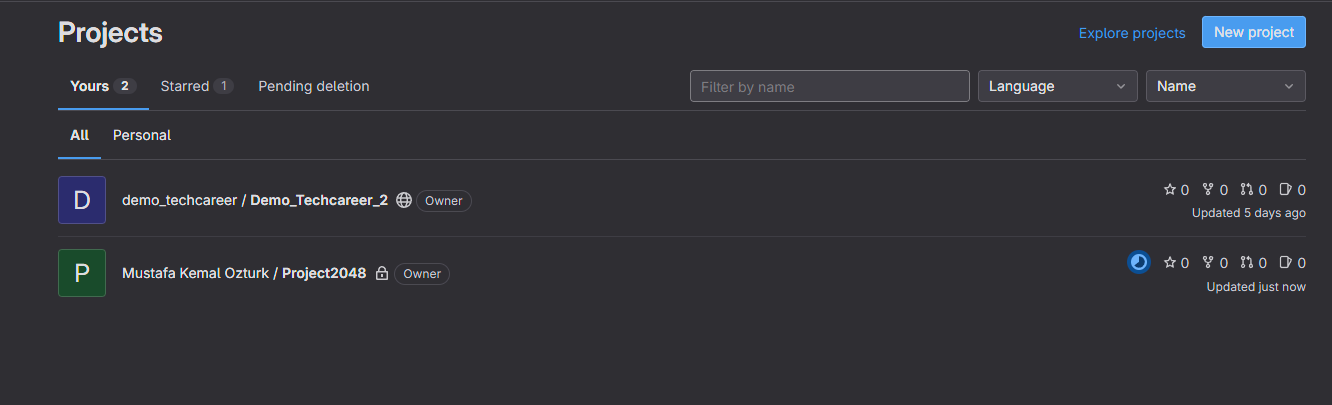 Projects
Explore projects
New project
Yours 2
Starred 1
Pending deletion
Filter by name
Language
Name
All
Personal
D
demo_techcareer / Demo_Techcareer_2
Owner
0 0 0 0
Updated 5 days ago
P
Mustafa Kemal Ozturk / Project2048
Owner
0 0 0 0
Updated just now